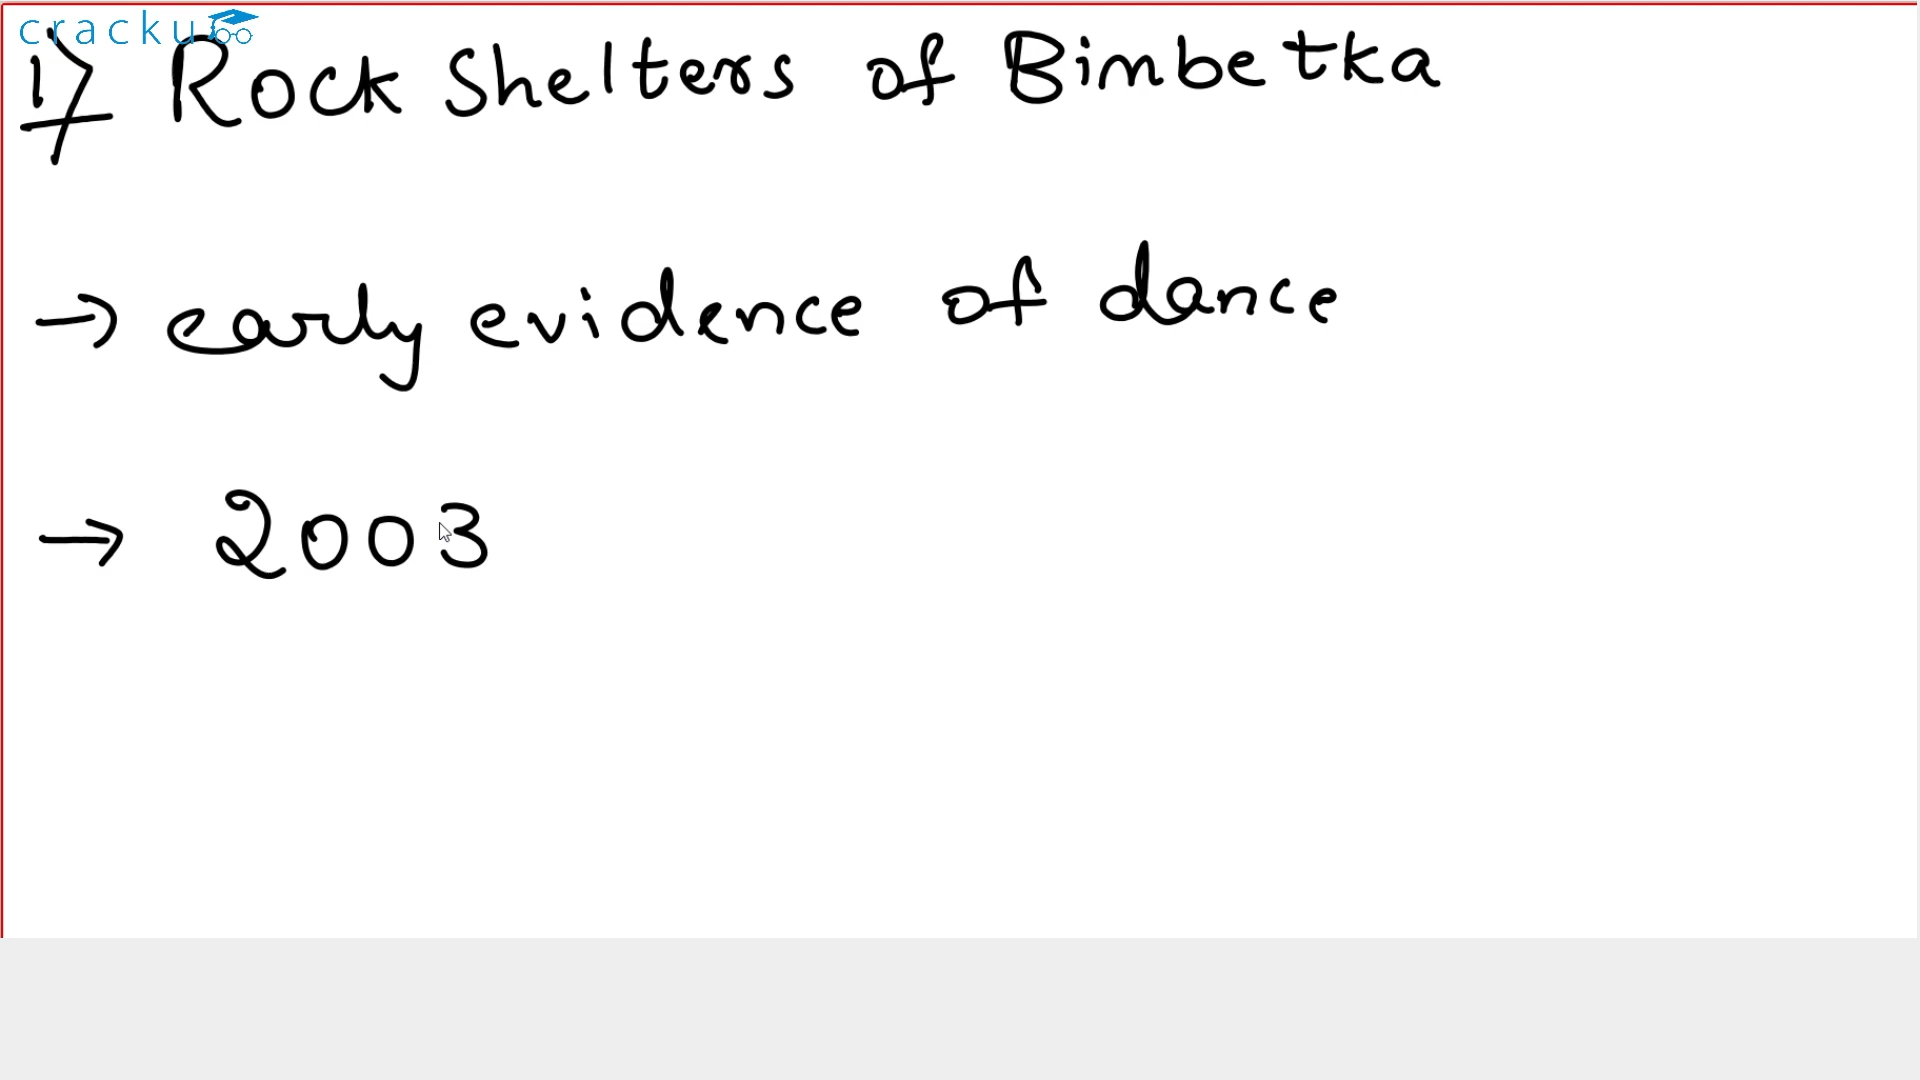 cracku
1) Rock Shelters of Bimbetka
→ early evidence of dance
→ 2003